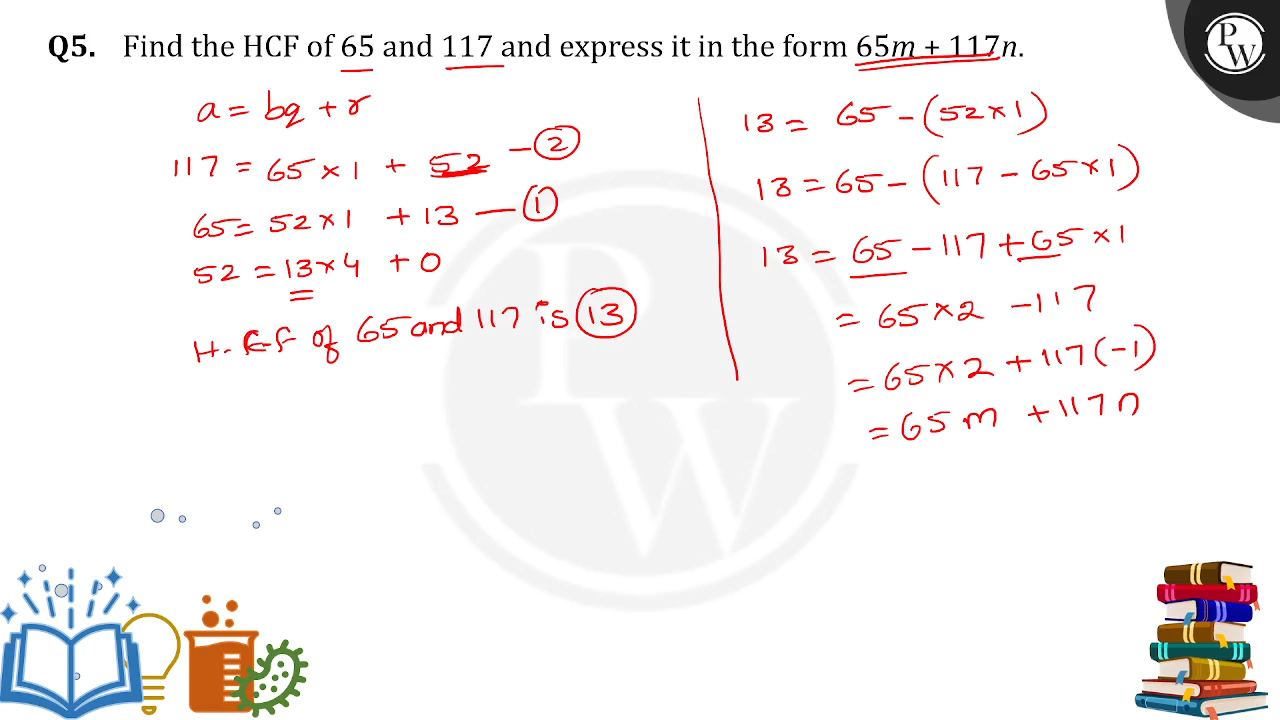 Q5. Find the HCF of 65 and 117 and express it in the form 65m + 117n.
P
W
a = bq + r
117 = 65 × 1 + 52 — ②
65 = 52 × 1 + 13 — ①
52 = 13 × 4 + 0
H.C.F of 65 and 117 is 13
13 = 65 – (52 × 1)
13 = 65 – (117 – 65 × 1)
13 = 65 – 117 + 65 × 1
= 65 × 2 – 117
= 65 × 2 + 117 (–1)
= 65 m + 117 n
P
W